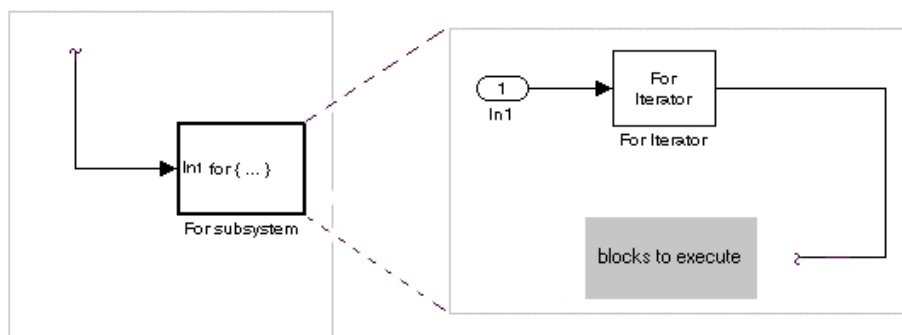 In1 for { ... }
For subsystem
1
In1
For
Iterator
For Iterator
blocks to execute